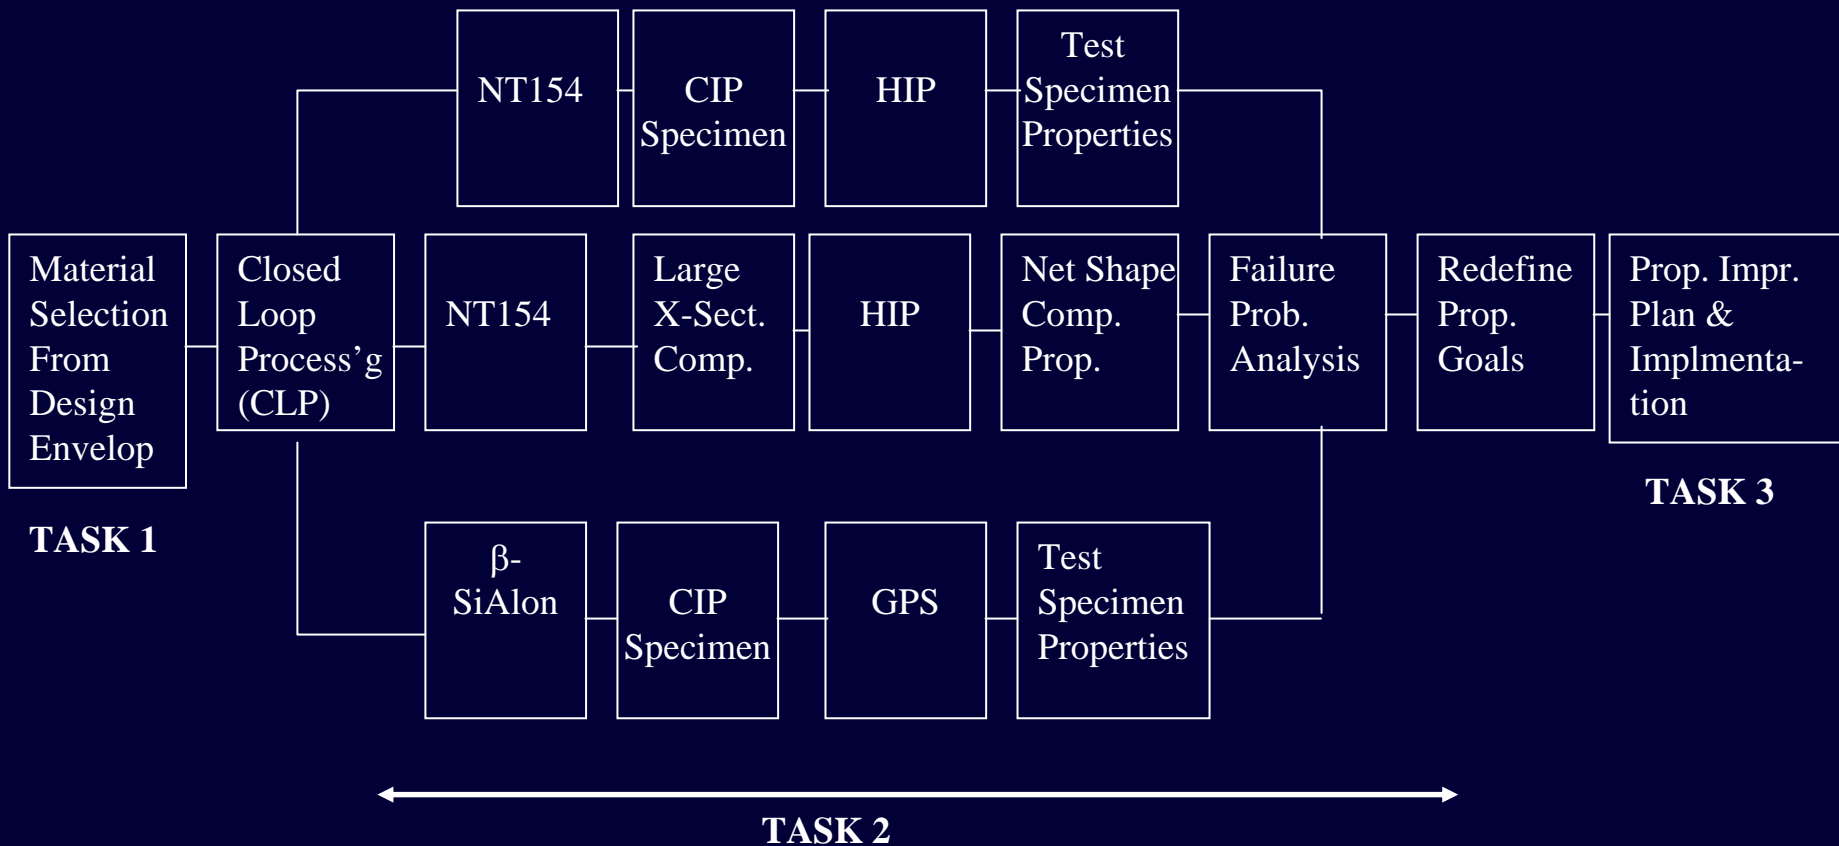 NT154
CIP
Specimen
HIP
Test
Specimen
Properties
Material
Selection
From
Design
Envelop
Closed
Loop
Process’g
(CLP)
NT154
Large
X-Sect.
Comp.
HIP
Net Shape
Comp.
Prop.
Failure
Prob.
Analysis
Redefine
Prop.
Goals
Prop. Impr.
Plan &
Implmenta-
tion
TASK 1
TASK 3
β-
SiAlon
CIP
Specimen
GPS
Test
Specimen
Properties
TASK 2